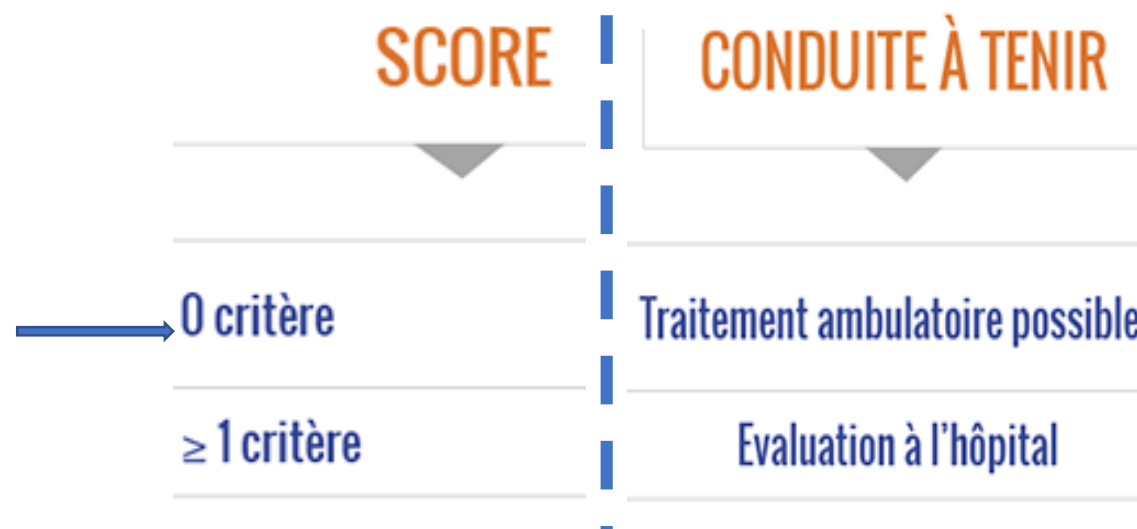 SCORE
CONDUITE À TENIR
0 critère
Traitement ambulatoire possible
≥ 1 critère
Evaluation à l'hôpital